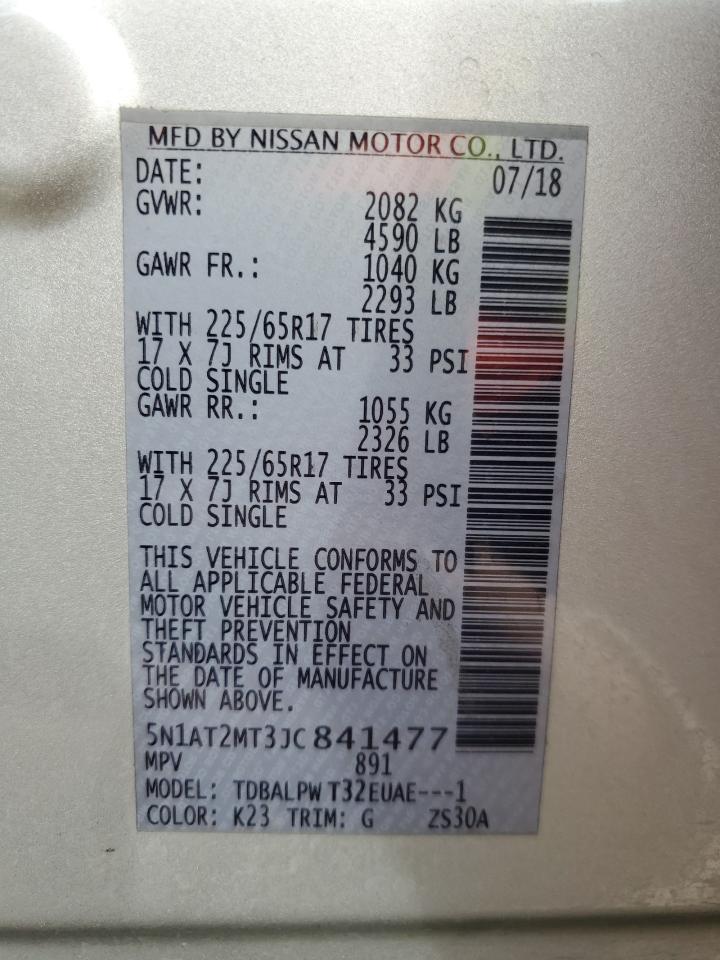 MFD BY NISSAN MOTOR CO., LTD.
DATE: 07/18
GVWR: 2082 KG
4590 LB
GAWR FR.: 1040 KG
2293 LB
WITH 225/65R17 TIRES
17 X 7J RIMS AT 33 PSI
COLD SINGLE
GAWR RR.: 1055 KG
2326 LB
WITH 225/65R17 TIRES
17 X 7J RIMS AT 33 PSI
COLD SINGLE
THIS VEHICLE CONFORMS TO
ALL APPLICABLE FEDERAL
MOTOR VEHICLE SAFETY AND
THEFT PREVENTION
STANDARDS IN EFFECT ON
THE DATE OF MANUFACTURE
SHOWN ABOVE.
5N1AT2MT3JC841477
MPV 891
MODEL: TDBALPW T32EUAE---1
COLOR: K23 TRIM: G ZS30A